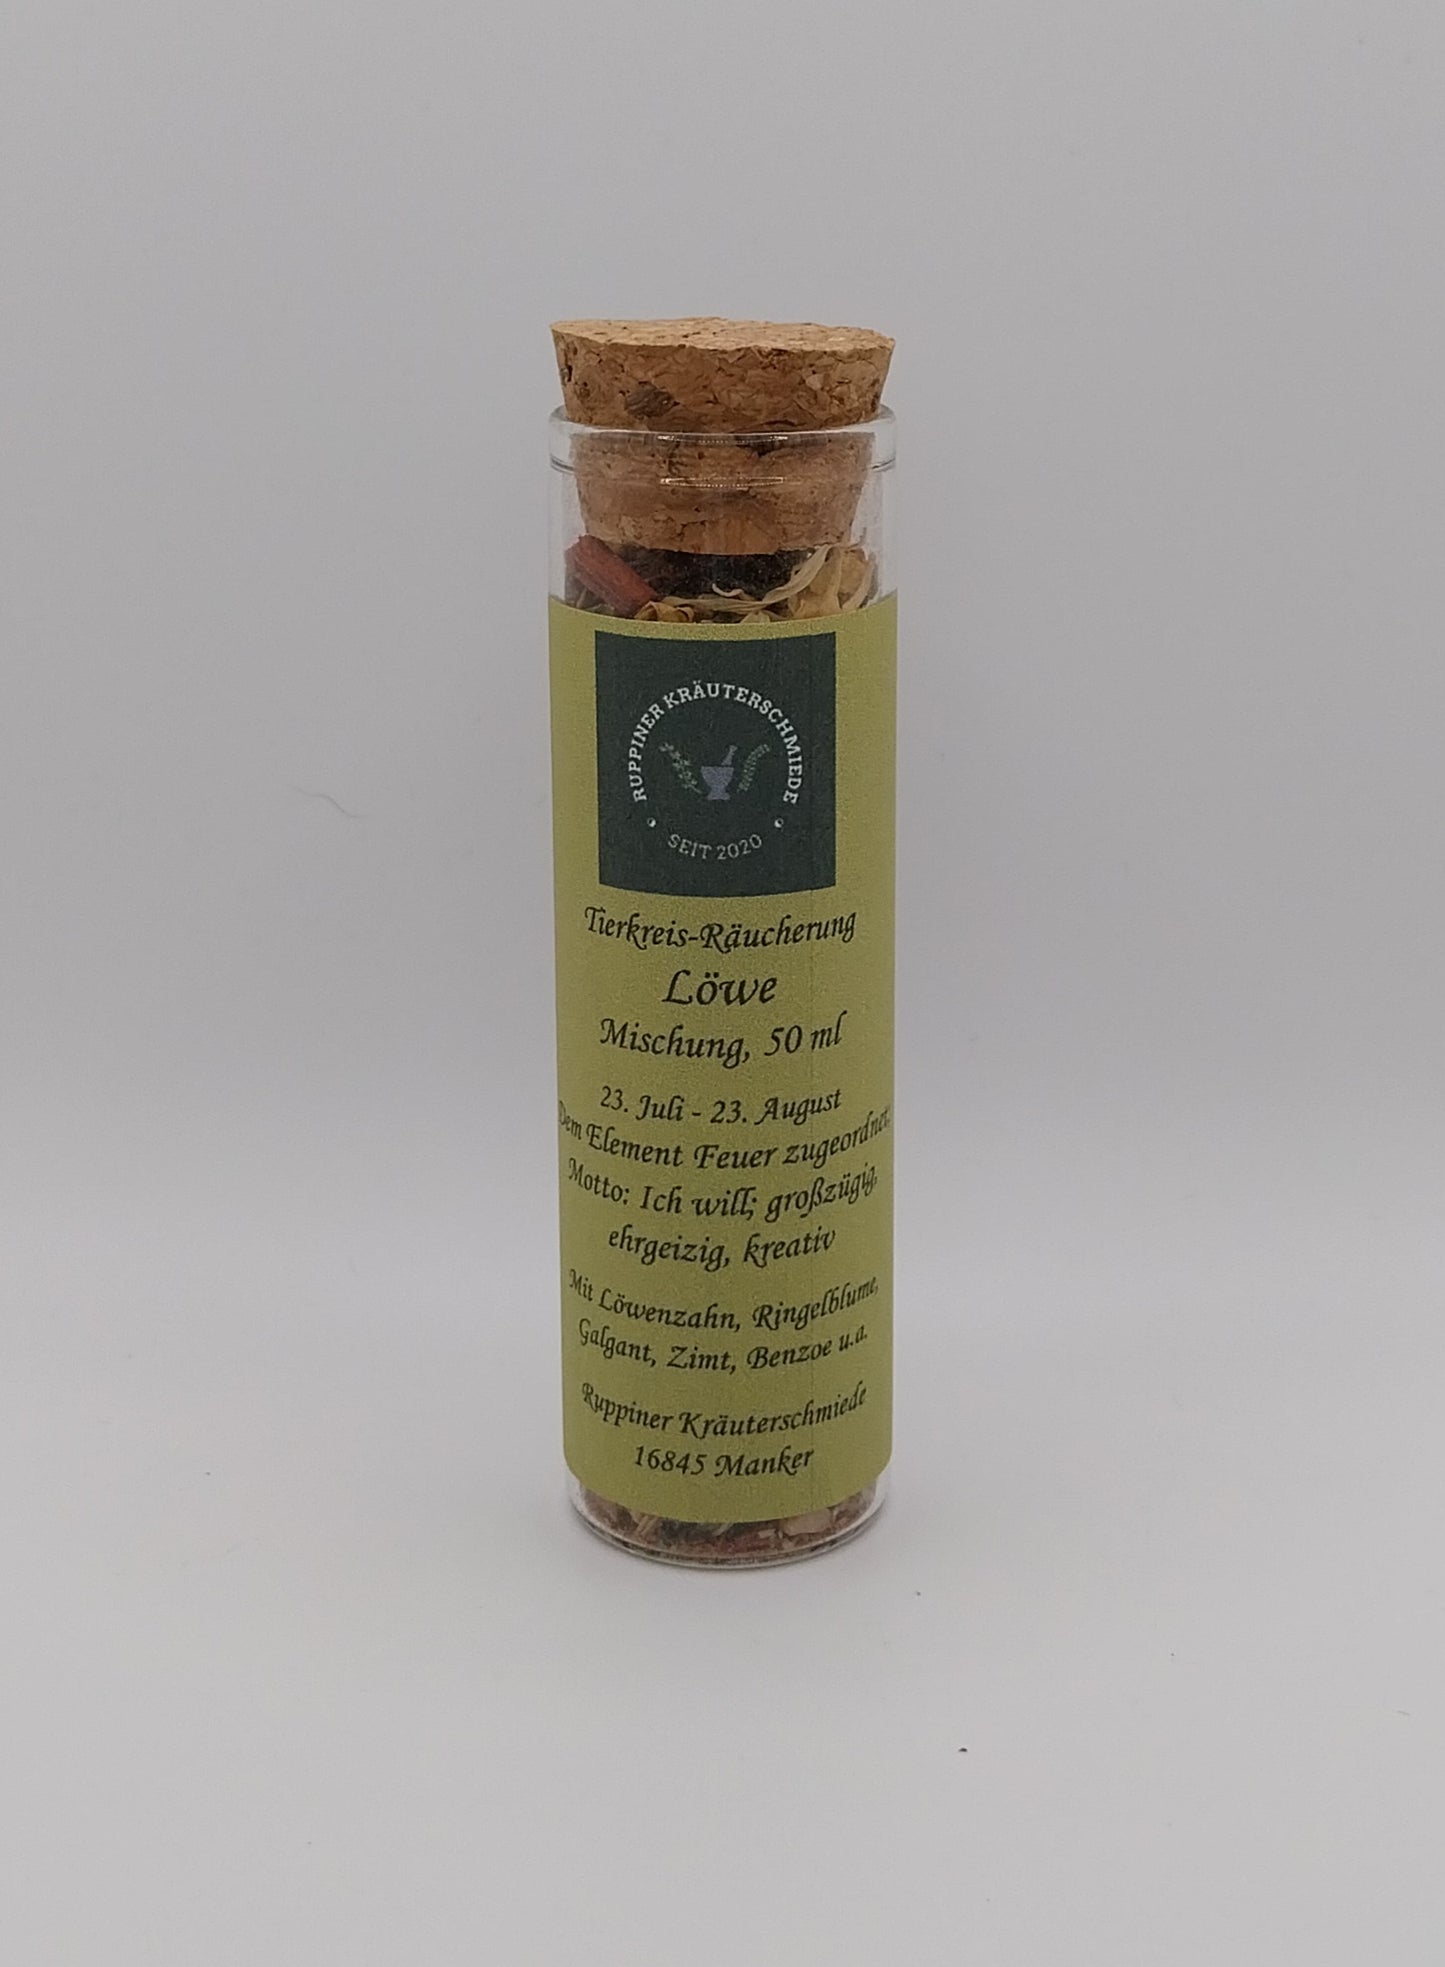 RUPPINER KRÄUTERSCHMIEDE
SEIT 2020
Tierkreis-Räucherung
Löwe
Mischung, 50 ml
23. Juli - 23. August
Dem Element Feuer zugeordnet.
Motto: Ich will; großzügig,
ehrgeizig, kreativ
Mit Löwenzahn, Ringelblume,
Galgant, Zimt, Benzoe u.a.
Ruppiner Kräuterschmiede
16845 Manker